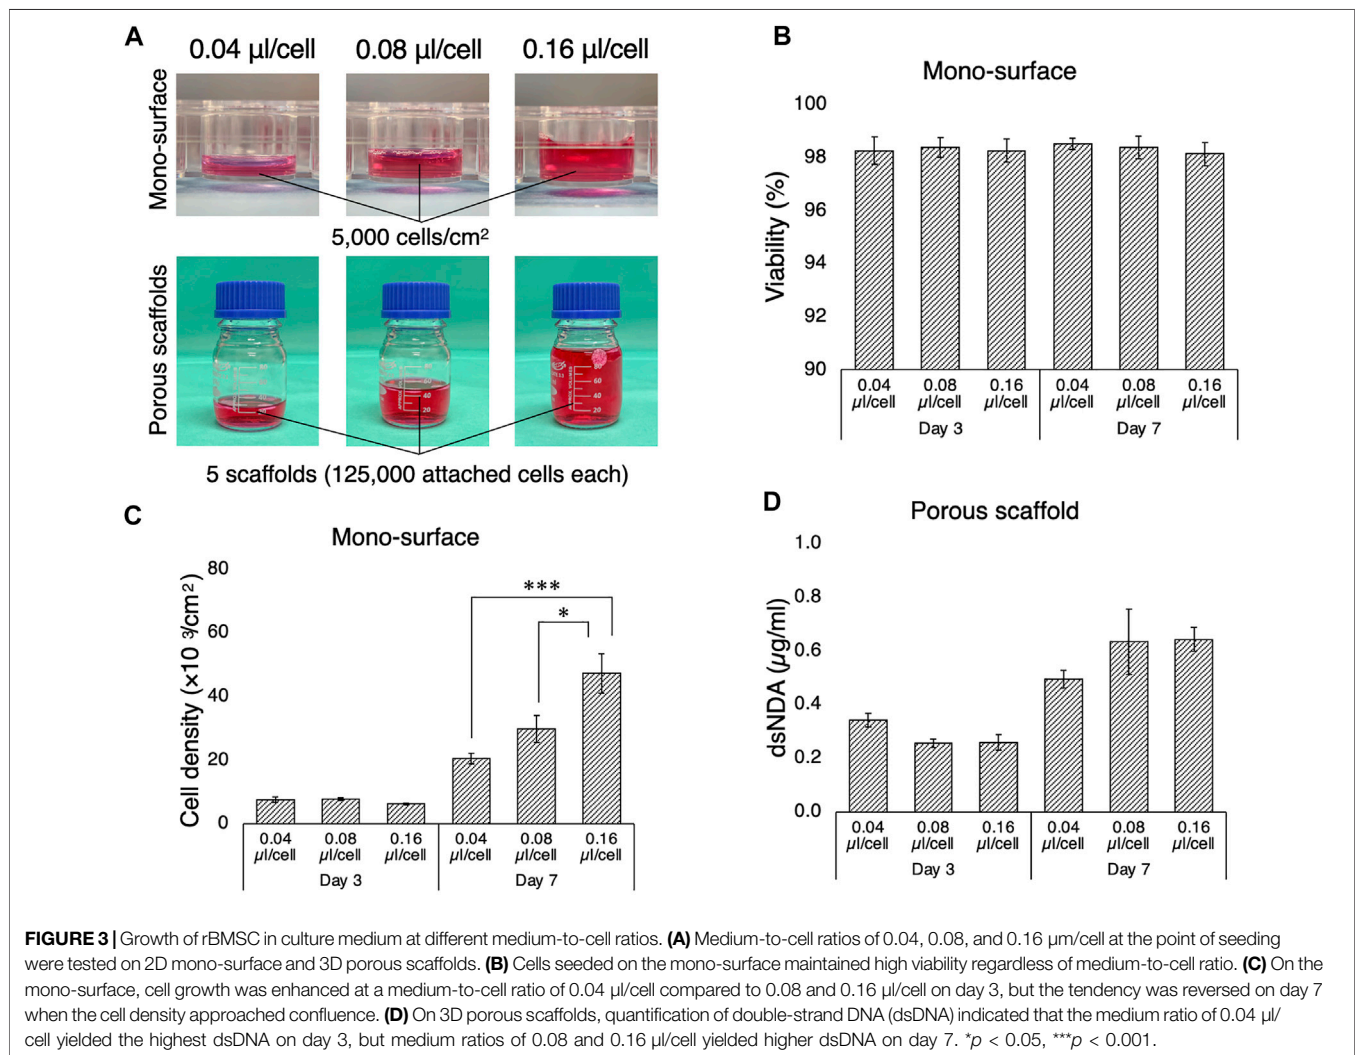 A
0.04 µl/cell
0.08 µl/cell
0.16 µl/cell
Mono-surface
5,000 cells/cm²
Porous scaffolds
80
60
40
20
5 scaffolds (125,000 attached cells each)
B
Mono-surface
Viability (%)
100
98
96
94
92
90
0.04 µl/cell
0.08 µl/cell
0.16 µl/cell
0.04 µl/cell
0.08 µl/cell
0.16 µl/cell
Day 3
Day 7
C
Mono-surface
Cell density (×10 ³/cm²)
80
60
40
20
0
***
*
0.04 µl/cell
0.08 µl/cell
0.16 µl/cell
0.04 µl/cell
0.08 µl/cell
0.16 µl/cell
Day 3
Day 7
D
Porous scaffold
dsNDA (µg/ml)
1.0
0.8
0.6
0.4
0.2
0.0
0.04 µl/cell
0.08 µl/cell
0.16 µl/cell
0.04 µl/cell
0.08 µl/cell
0.16 µl/cell
Day 3
Day 7
FIGURE 3 | Growth of rBMSC in culture medium at different medium-to-cell ratios. (A) Medium-to-cell ratios of 0.04, 0.08, and 0.16 µm/cell at the point of seeding
were tested on 2D mono-surface and 3D porous scaffolds. (B) Cells seeded on the mono-surface maintained high viability regardless of medium-to-cell ratio. (C) On the
mono-surface, cell growth was enhanced at a medium-to-cell ratio of 0.04 µl/cell compared to 0.08 and 0.16 µl/cell on day 3, but the tendency was reversed on day 7
when the cell density approached confluence. (D) On 3D porous scaffolds, quantification of double-strand DNA (dsDNA) indicated that the medium ratio of 0.04 µl/
cell yielded the highest dsDNA on day 3, but medium ratios of 0.08 and 0.16 µl/cell yielded higher dsDNA on day 7. *p < 0.05, ***p < 0.001.